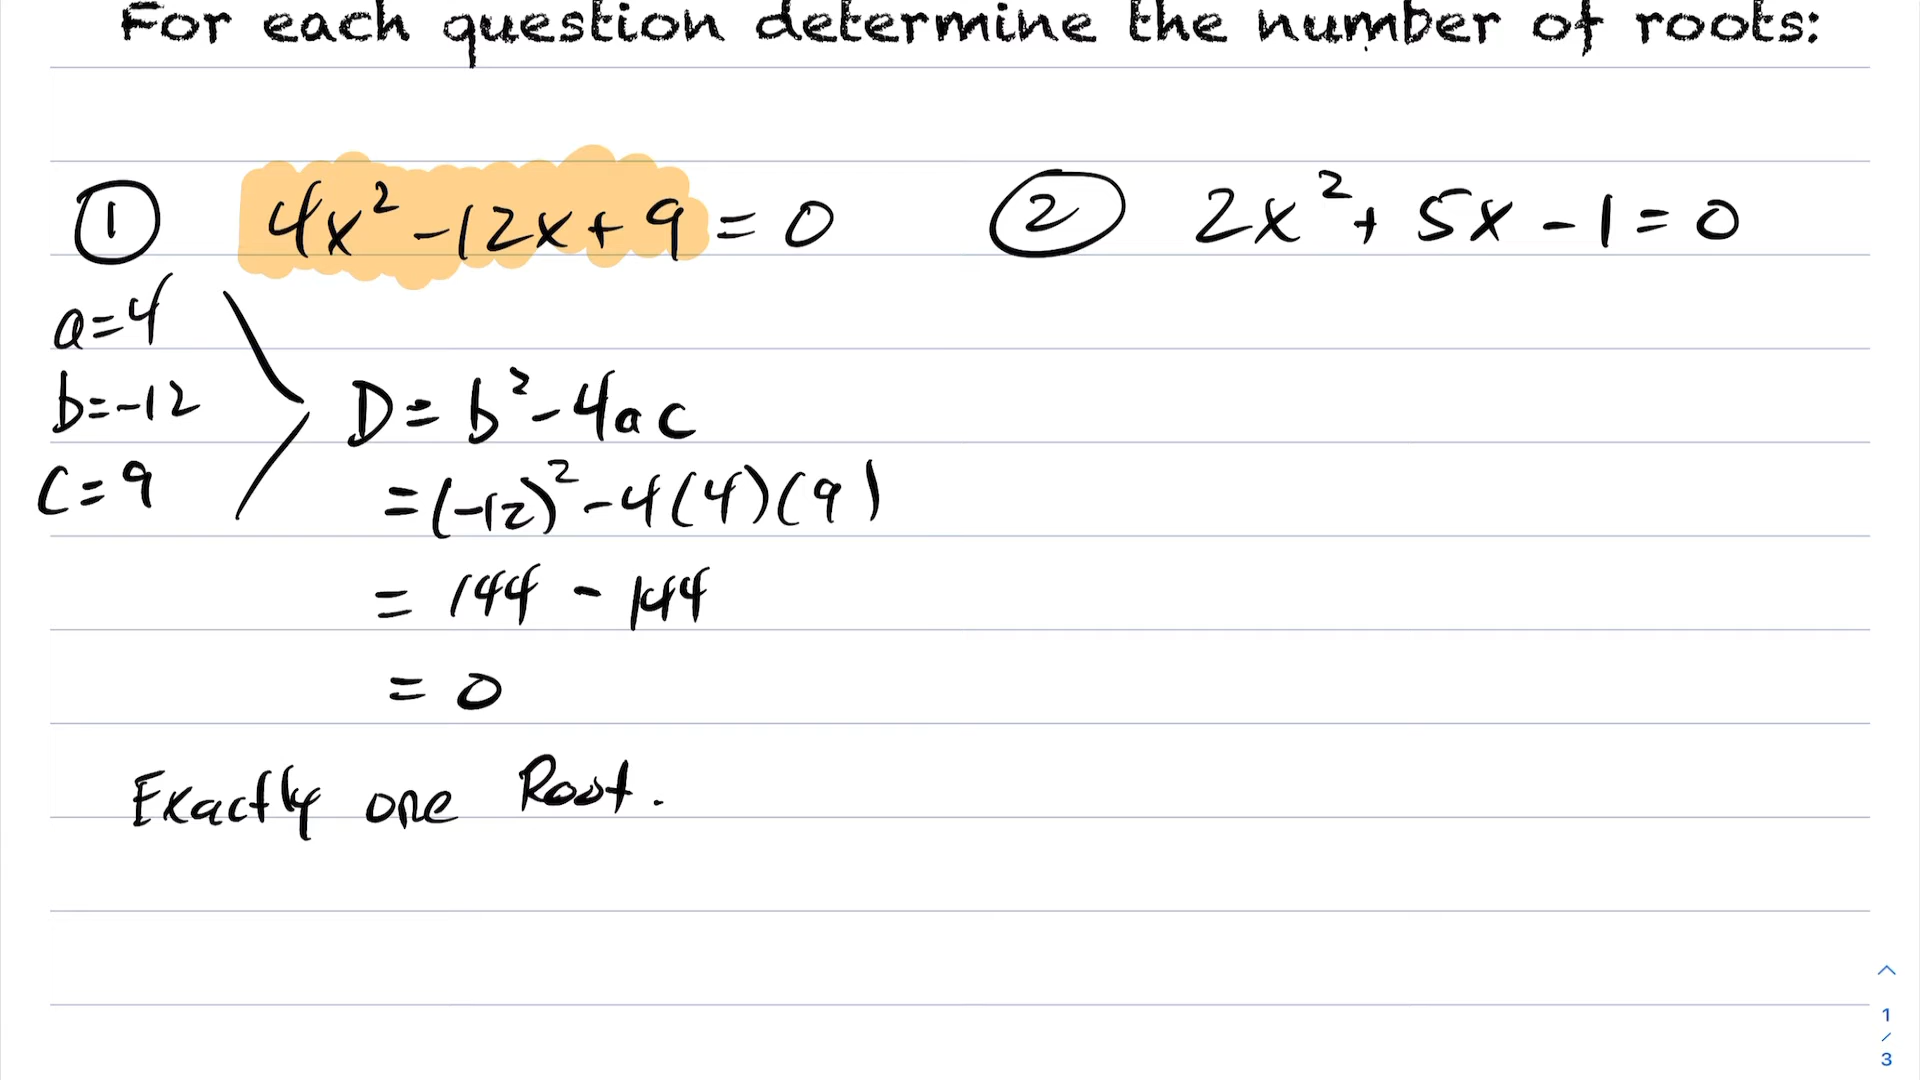 For each question determine the number of roots:
① 4x² - 12x + 9 = 0
a = 4
b = -12
c = 9
D = b² - 4ac
= (-12)² - 4(4)(9)
= 144 - 144
= 0
Exactly one Root.
② 2x² + 5x - 1 = 0
1
/
3